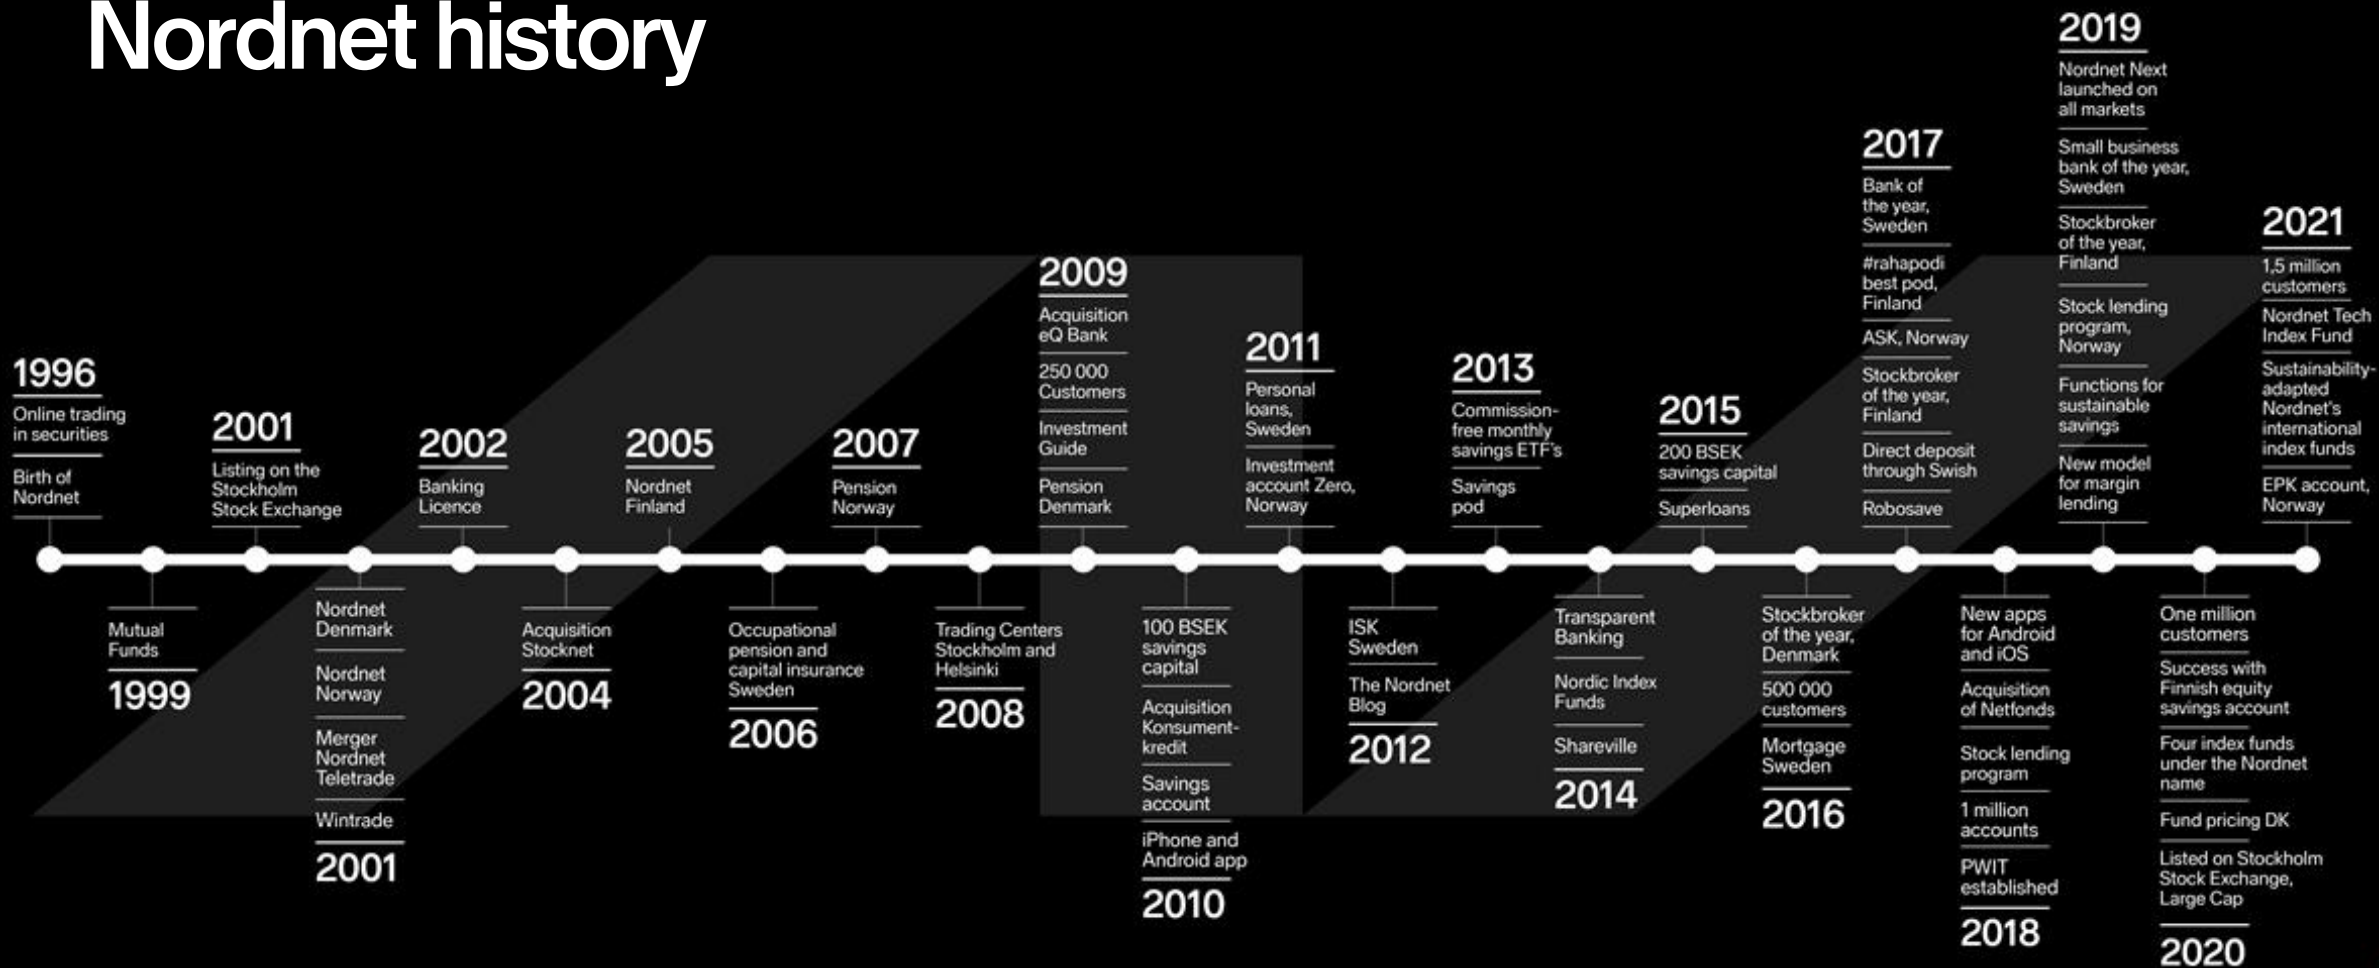 Nordnet history
1996
Online trading
in securities
Birth of
Nordnet
Mutual
Funds
1999
2001
Listing on the
Stockholm
Stock Exchange
Nordnet
Denmark
Nordnet
Norway
Merger
Nordnet
Teletrade
Wintrade
2001
2002
Banking
Licence
Acquisition
Stocknet
2004
2005
Nordnet
Finland
Occupational
pension and
capital insurance
Sweden
2006
2007
Pension
Norway
Trading Centers
Stockholm and
Helsinki
2008
2009
Acquisition
eQ Bank
250 000
Customers
Investment
Guide
Pension
Denmark
100 BSEK
savings
capital
Acquisition
Konsument-
kredit
Savings
account
iPhone and
Android app
2010
2011
Personal
loans,
Sweden
Investment
account Zero,
Norway
ISK
Sweden
The Nordnet
Blog
2012
2013
Commission-
free monthly
savings ETF's
Savings
pod
Transparent
Banking
Nordic Index
Funds
Shareville
2014
2015
200 BSEK
savings capital
Superloans
Stockbroker
of the year,
Denmark
500 000
customers
Mortgage
Sweden
2016
2017
Bank of
the year,
Sweden
#rahapodi
best pod,
Finland
ASK, Norway
Stockbroker
of the year,
Finland
Direct deposit
through Swish
Robosave
New apps
for Android
and iOS
Acquisition
of Netfonds
Stock lending
program
1 million
accounts
PWIT
established
2018
2019
Nordnet Next
launched on
all markets
Small business
bank of the year,
Sweden
Stockbroker
of the year,
Finland
Stock lending
program,
Norway
Functions for
sustainable
savings
New model
for margin
lending
One million
customers
Success with
Finnish equity
savings account
Four index funds
under the Nordnet
name
Fund pricing DK
Listed on Stockholm
Stock Exchange,
Large Cap
2020
2021
1,5 million
customers
Nordnet Tech
Index Fund
Sustainability-
adapted
Nordnet's
international
index funds
EPK account,
Norway